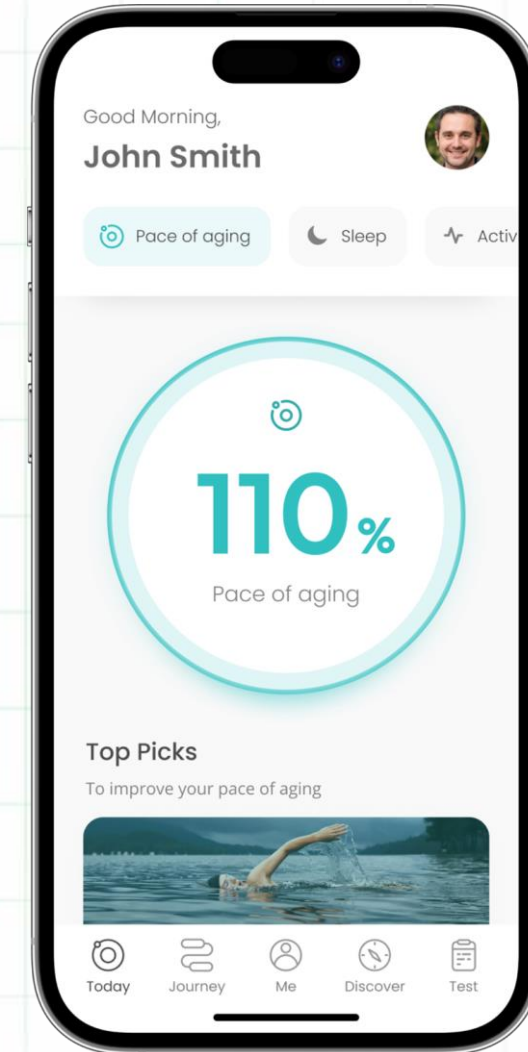 Good Morning,
John Smith
Pace of aging
Sleep
Activ
110%
Pace of aging
Top Picks
To improve your pace of aging
Today
Journey
Me
Discover
Test